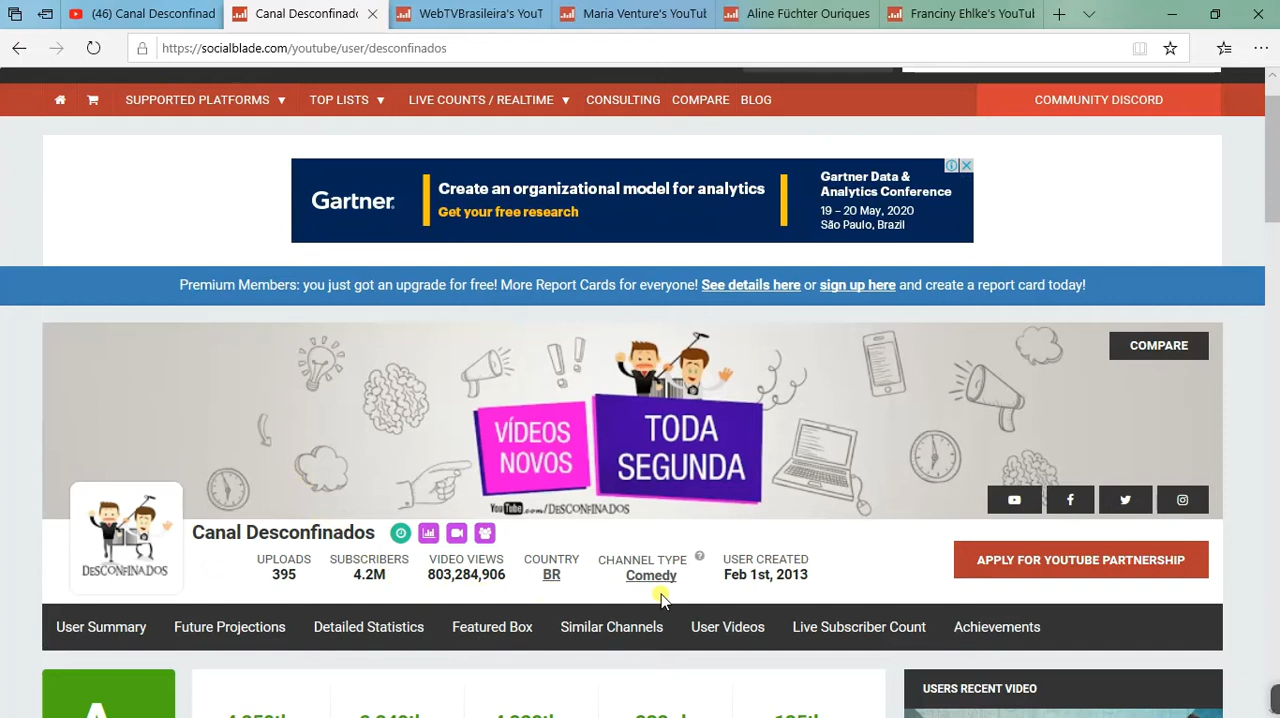 (46) Canal Desconfinad
Canal Desconfinado
WebTVBrasileira's YouT
Maria Venture's YouTub
Aline Füchter Ouriques
Franciny Ehlke's YouTub
https://socialblade.com/youtube/user/desconfinados
SUPPORTED PLATFORMS ▼ TOP LISTS ▼ LIVE COUNTS / REALTIME ▼ CONSULTING COMPARE BLOG
COMMUNITY DISCORD
Gartner.
Create an organizational model for analytics
Get your free research
Gartner Data &
Analytics Conference
19 – 20 May, 2020
São Paulo, Brazil
Premium Members: you just got an upgrade for free! More Report Cards for everyone! See details here or sign up here and create a report card today!
COMPARE
VÍDEOS
NOVOS
TODA
SEGUNDA
YouTube.com/DESCONFINADOS
DESCONFINADOS
Canal Desconfinados
UPLOADS
395
SUBSCRIBERS
4.2M
VIDEO VIEWS
803,284,906
COUNTRY
BR
CHANNEL TYPE
Comedy
USER CREATED
Feb 1st, 2013
APPLY FOR YOUTUBE PARTNERSHIP
User Summary Future Projections Detailed Statistics Featured Box Similar Channels User Videos Live Subscriber Count Achievements
USERS RECENT VIDEO